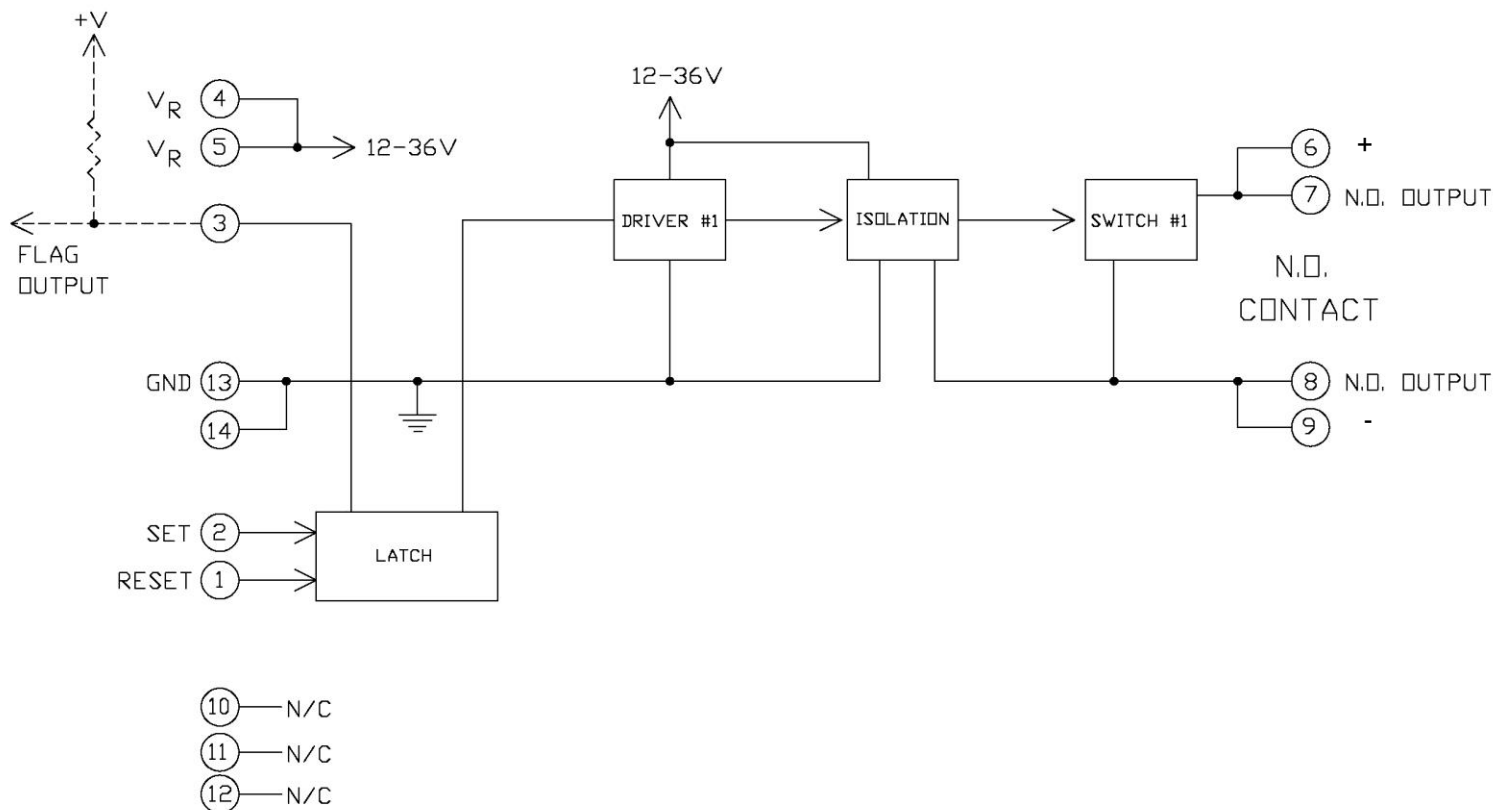 +V
V_R 4
V_R 5
12-36V
12-36V
3
FLAG
OUTPUT
DRIVER #1
ISOLATION
SWITCH #1
6 +
7 N.O. OUTPUT
N.O.
CONTACT
GND 13
14
8 N.O. OUTPUT
9 -
SET 2
RESET 1
LATCH
10 N/C
11 N/C
12 N/C